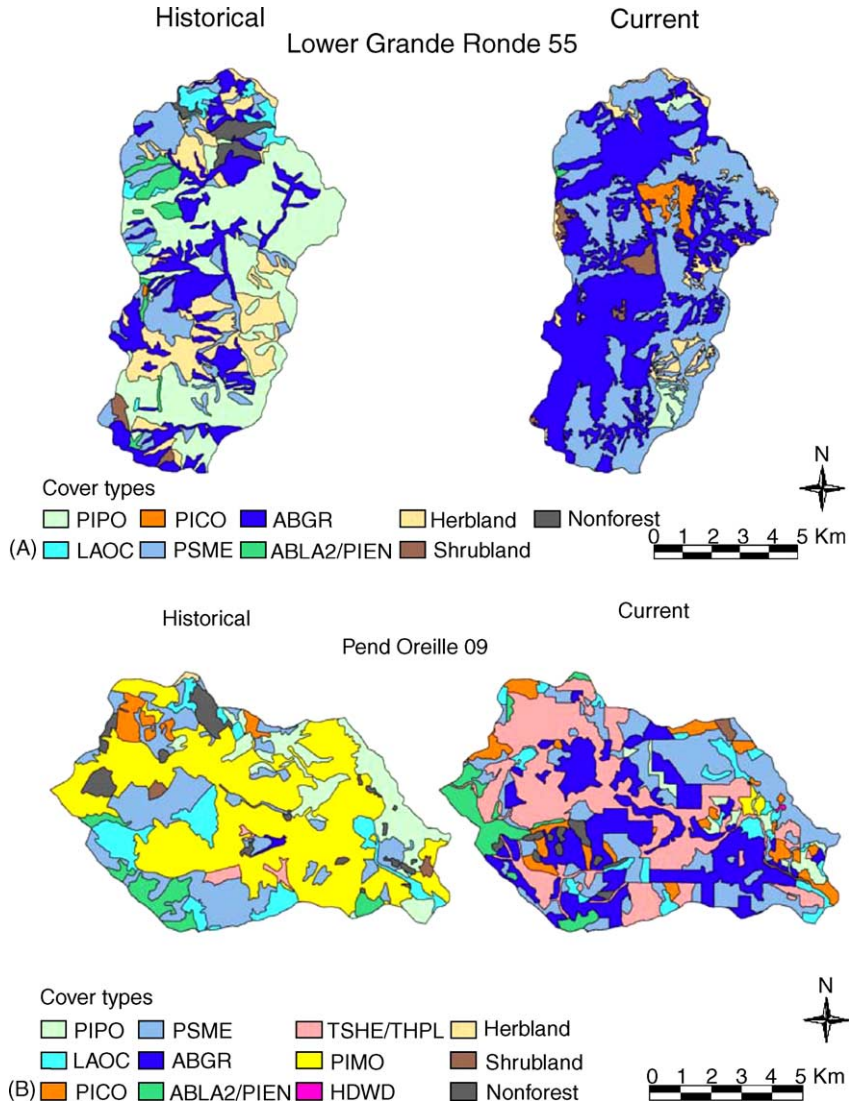 Historical Current
Lower Grande Ronde 55
N
Cover types
PIPO PICO ABGR Herbland Nonforest
(A) LAOC PSME ABLA2/PIEN Shrubland
0 1 2 3 4 5 Km
Historical Current
Pend Oreille 09
N
Cover types
PIPO PSME TSHE/THPL Herbland
LAOC ABGR PIMO Shrubland
(B) PICO ABLA2/PIEN HDWD Nonforest
0 1 2 3 4 5 Km